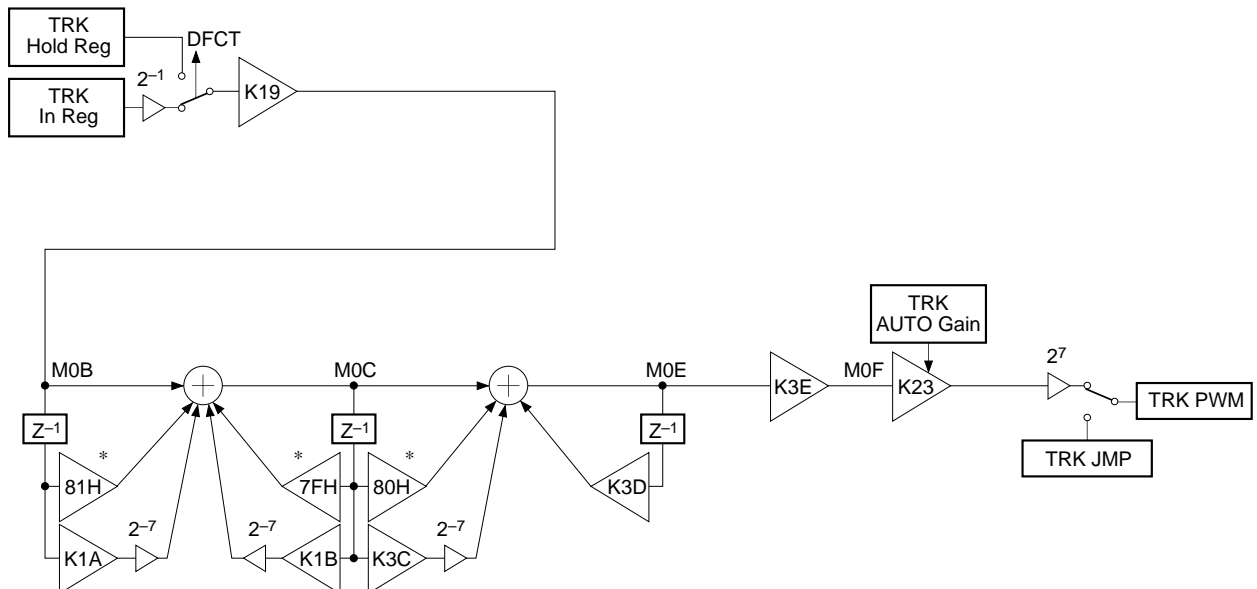 TRK
Hold Reg
DFCT
2⁻¹
TRK
In Reg
K19
TRK
AUTO Gain
M0B
M0C
M0E
K3E
M0F
K23
2⁷
TRK PWM
TRK JMP
Z⁻¹
Z⁻¹
Z⁻¹
*
*
*
81H
7FH
80H
K3D
K1A
2⁻⁷
2⁻⁷
K1B
K3C
2⁻⁷